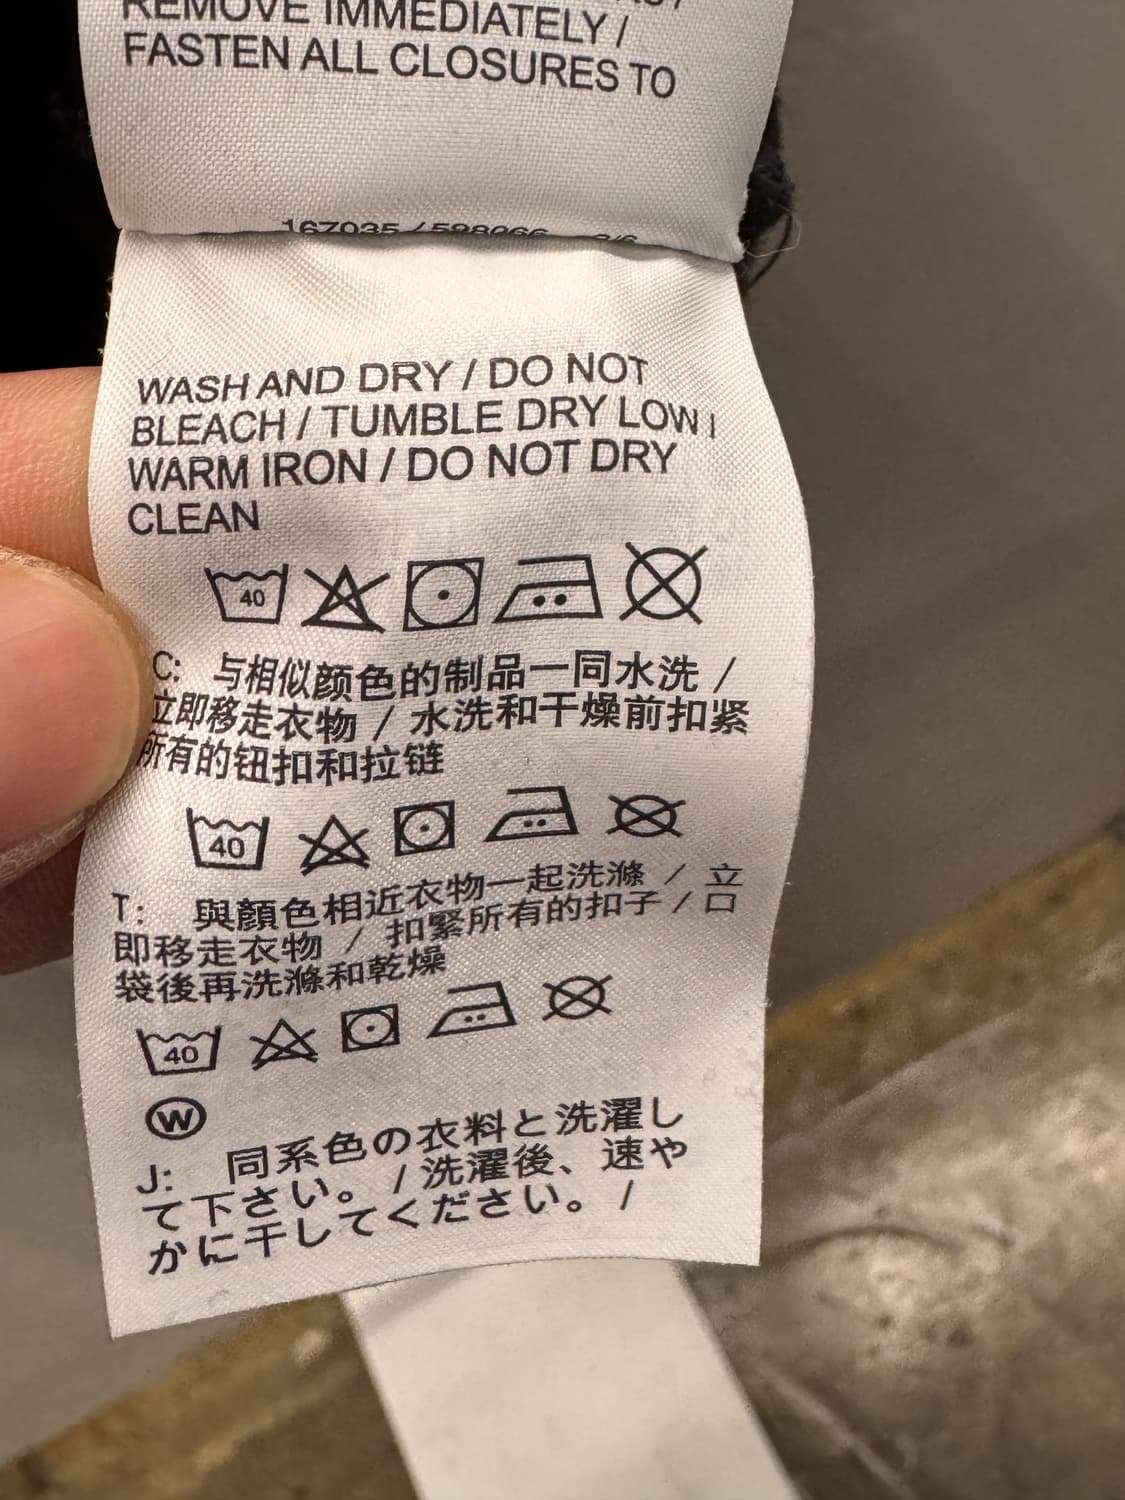 REMOVE IMMEDIATELY /
FASTEN ALL CLOSURES TO
167035 / 598066
WASH AND DRY / DO NOT
BLEACH / TUMBLE DRY LOW /
WARM IRON / DO NOT DRY
CLEAN
40
C: 与相似颜色的制品一同水洗 /
立即移走衣物 / 水洗和干燥前扣紧
所有的钮扣和拉链
40
T: 與顏色相近衣物一起洗滌 / 立
即移走衣物 / 扣緊所有的扣子 / 口
袋後再洗滌和乾燥
40
W
J: 同系色の衣料と洗濯し
て下さい。 / 洗濯後、速や
かに干してください。 /